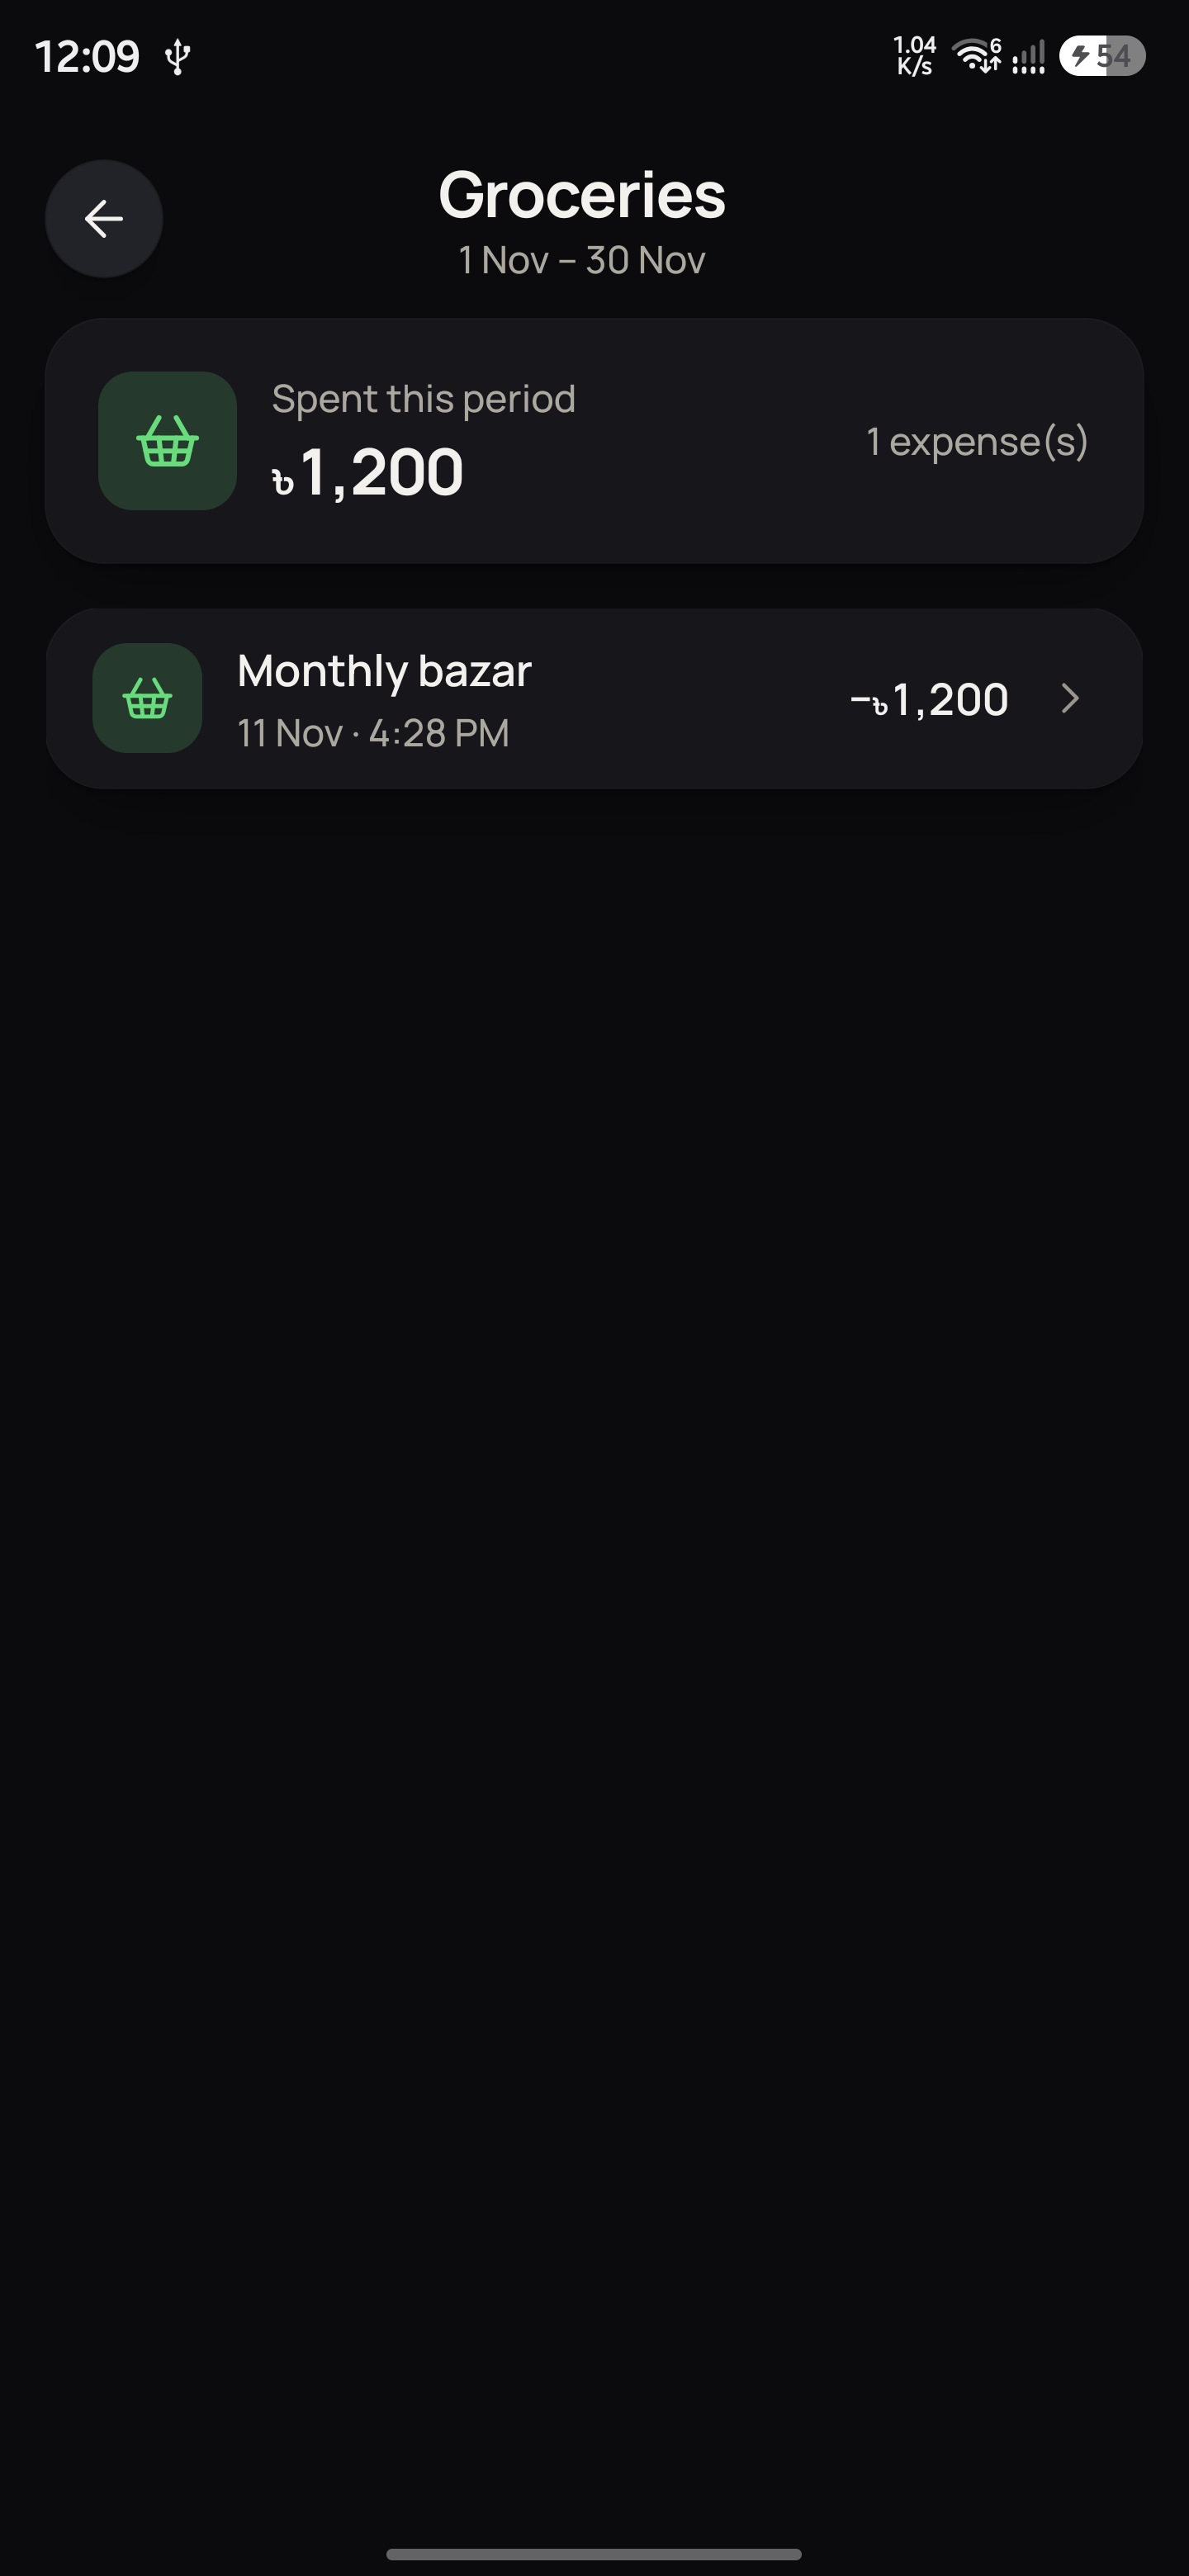 12:09
1.04
K/s
6
54
Groceries
1 Nov – 30 Nov
Spent this period
৳1,200
1 expense(s)
Monthly bazar
11 Nov · 4:28 PM
−৳1,200